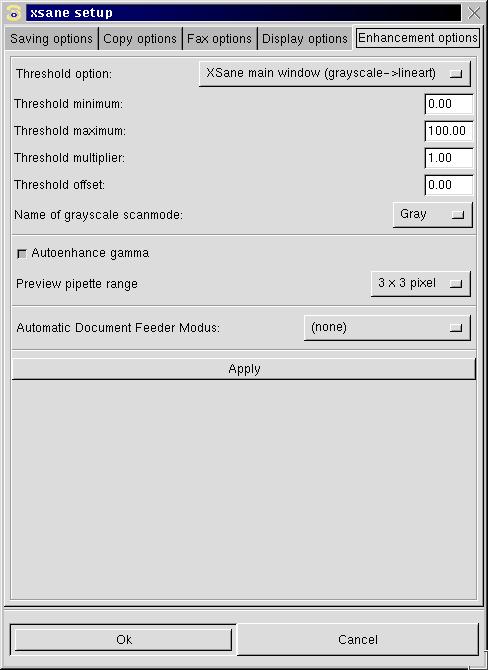 xsane setup
Saving options Copy options Fax options Display options Enhancement options
Threshold option: XSane main window (grayscale->lineart)
Threshold minimum: 0.00
Threshold maximum: 100.00
Threshold multiplier: 1.00
Threshold offset: 0.00
Name of grayscale scanmode: Gray
Autoenhance gamma
Preview pipette range 3 x 3 pixel
Automatic Document Feeder Modus: (none)
Apply
Ok Cancel